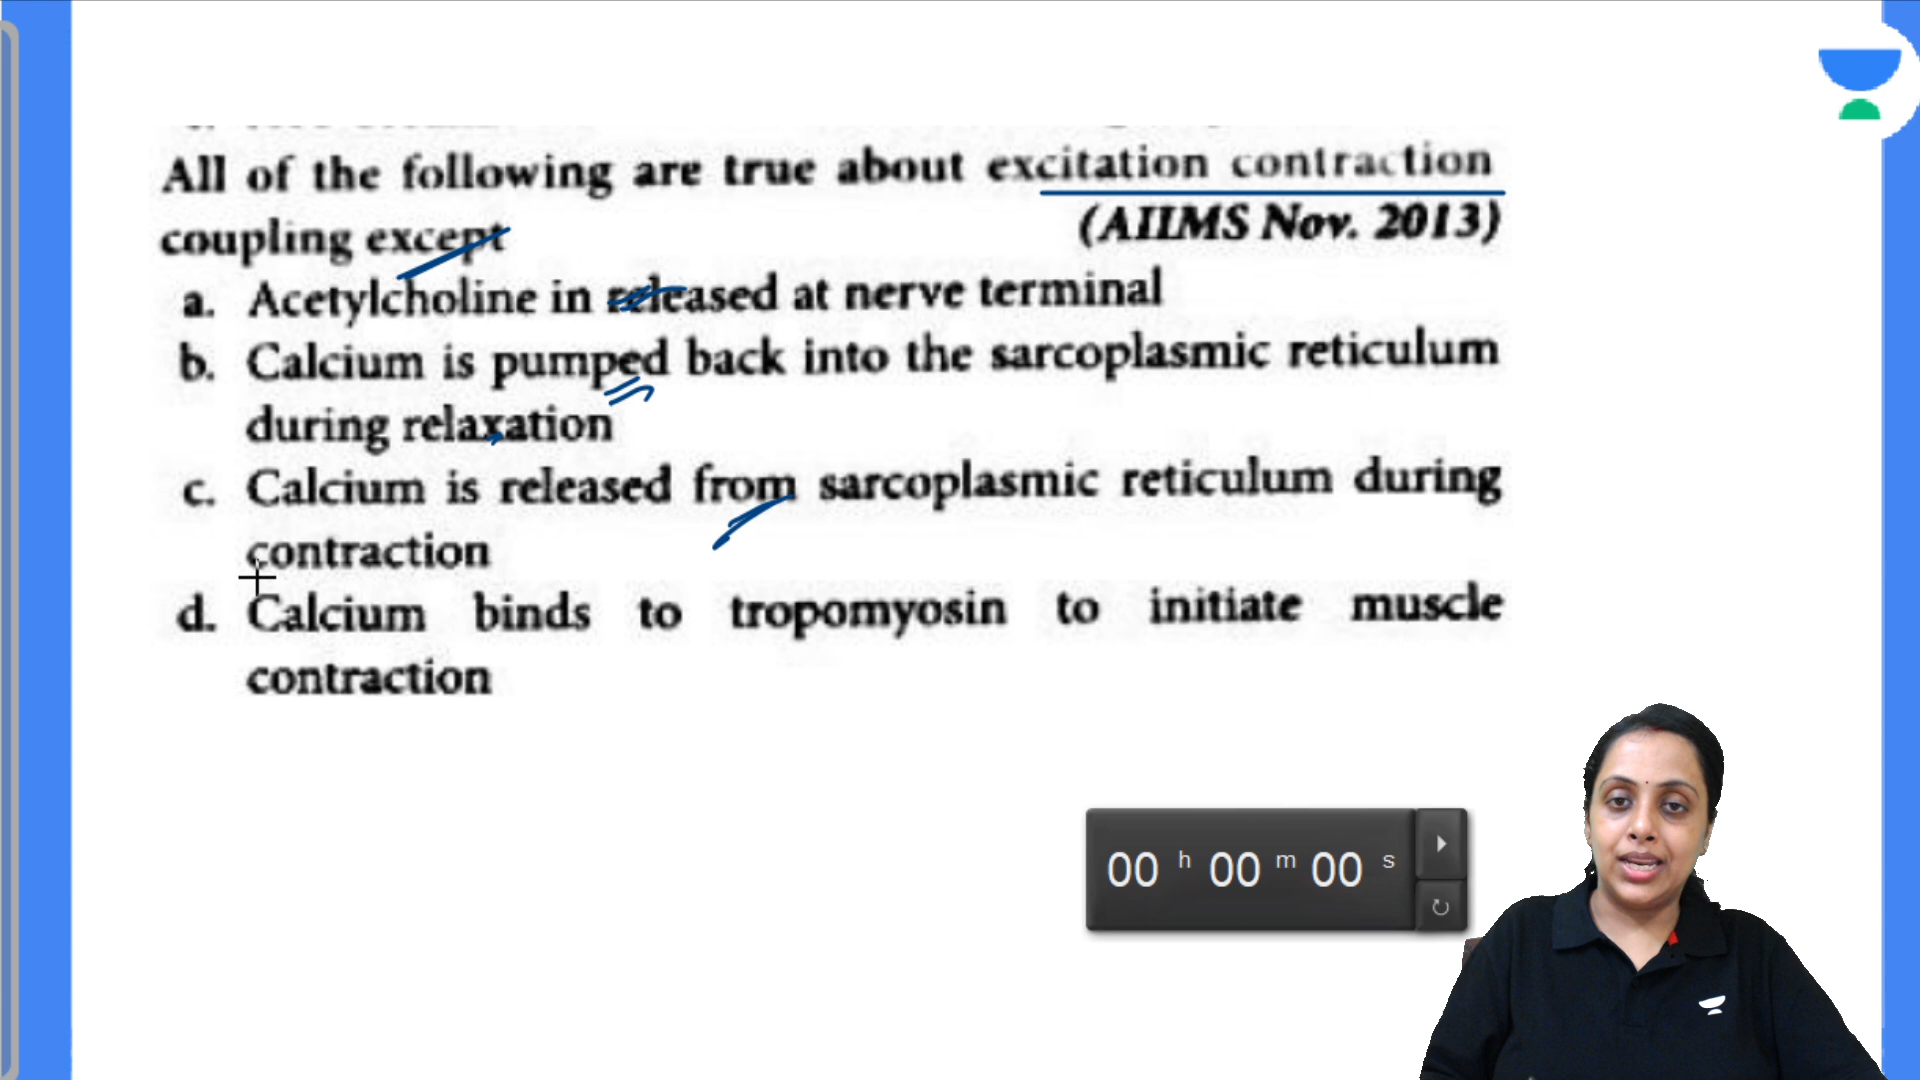 All of the following are true about excitation contraction
coupling except (AIIMS Nov. 2013)
a. Acetylcholine in released at nerve terminal
b. Calcium is pumped back into the sarcoplasmic reticulum
during relaxation
c. Calcium is released from sarcoplasmic reticulum during
contraction
d. Calcium binds to tropomyosin to initiate muscle
contraction
00 h 00 m 00 s